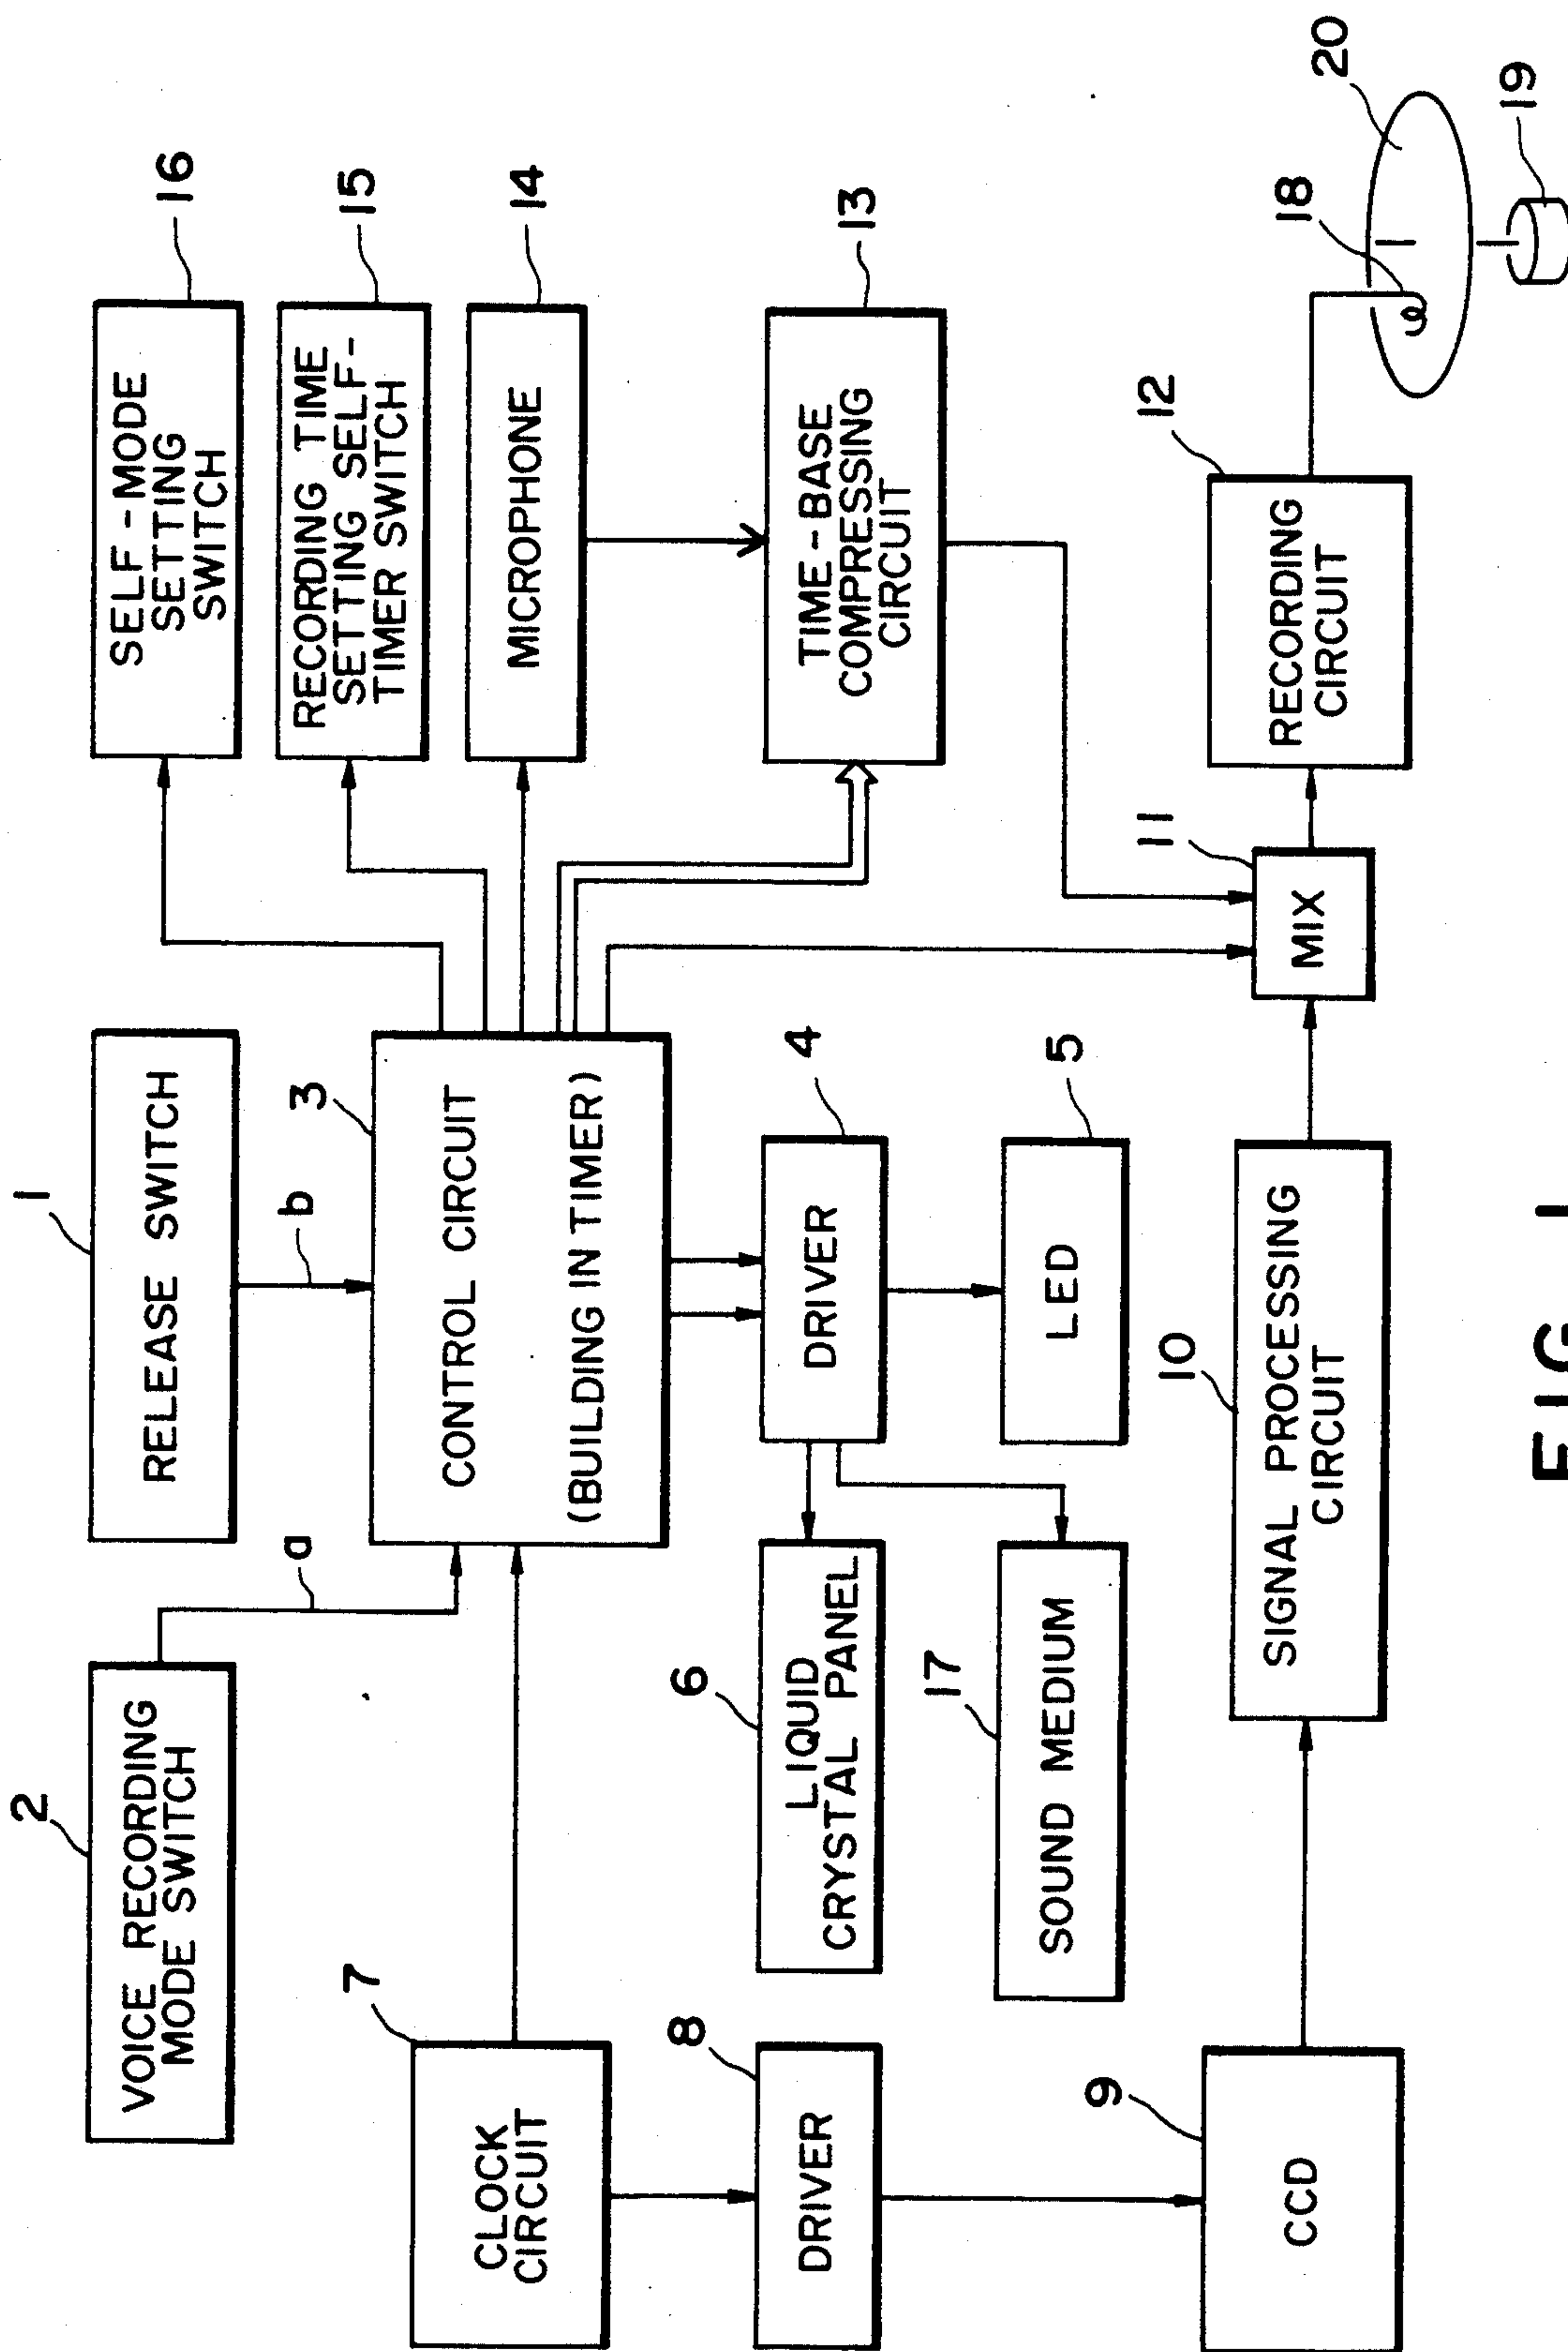 2
VOICE RECORDING
MODE SWITCH
a
1
RELEASE SWITCH
b
16
SELF-MODE
SETTING
SWITCH
15
RECORDING TIME
SETTING SELF-
TIMER SWITCH
7
CLOCK
CIRCUIT
3
CONTROL CIRCUIT
(BUILDING IN TIMER)
14
MICROPHONE
8
DRIVER
6
LIQUID
CRYSTAL PANEL
4
DRIVER
13
TIME-BASE
COMPRESSING
CIRCUIT
17
SOUND MEDIUM
5
LED
9
CCD
10
SIGNAL PROCESSING
CIRCUIT
11
MIX
12
RECORDING
CIRCUIT
18
20
19
FIG. 1